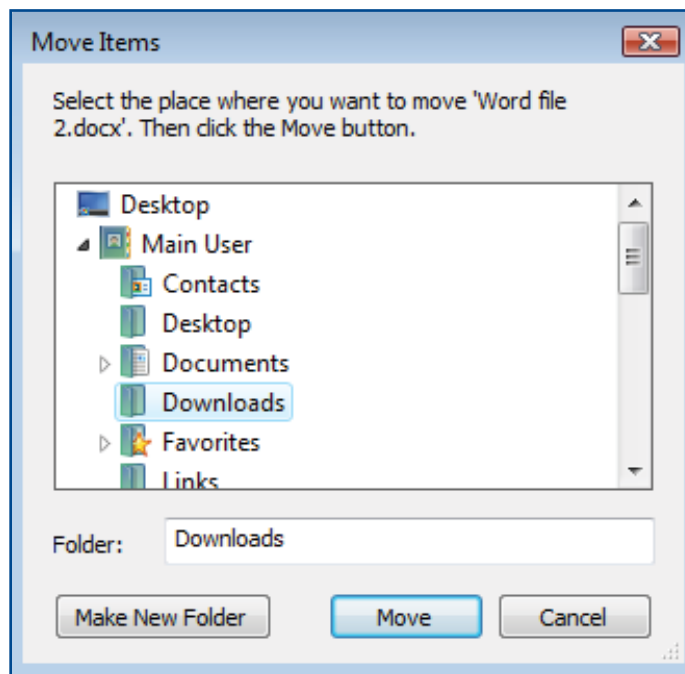 Move Items
Select the place where you want to move 'Word file
2.docx'. Then click the Move button.
Desktop
Main User
Contacts
Desktop
Documents
Downloads
Favorites
Links
Folder: Downloads
Make New Folder Move Cancel